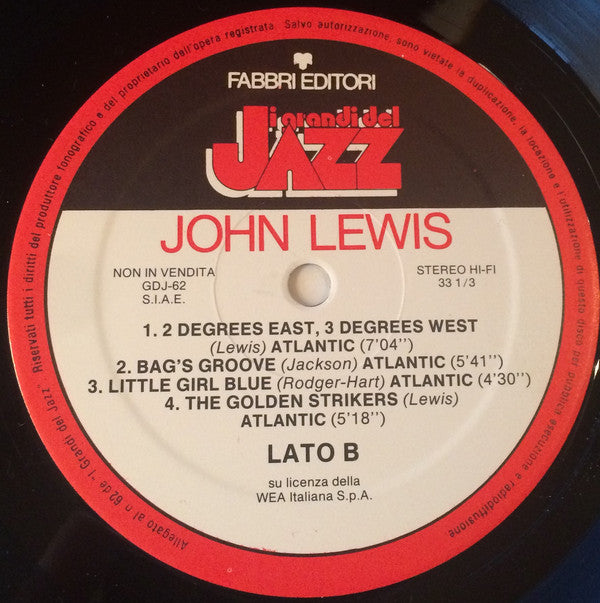 FABBRI EDITORI
i grandi del
JAZZ
JOHN LEWIS
NON IN VENDITA
GDJ-62
S.I.A.E.
STEREO HI-FI
33 1/3
1. 2 DEGREES EAST, 3 DEGREES WEST
(Lewis) ATLANTIC (7'04'')
2. BAG'S GROOVE (Jackson) ATLANTIC (5'41'')
3. LITTLE GIRL BLUE (Rodger-Hart) ATLANTIC (4'30'')
4. THE GOLDEN STRIKERS (Lewis)
ATLANTIC (5'18'')
LATO B
su licenza della
WEA Italiana S.p.A.
Allegato al n 62 de "I Grandi del Jazz" Riservati tutti i diritti del produttore fonografico e del proprietario dell'opera registrata. Salvo autorizzazione, sono vietate la duplicazione, la locazione e l'utilizzazione di questo disco per pubblica esecuzione e radiodiffusione.